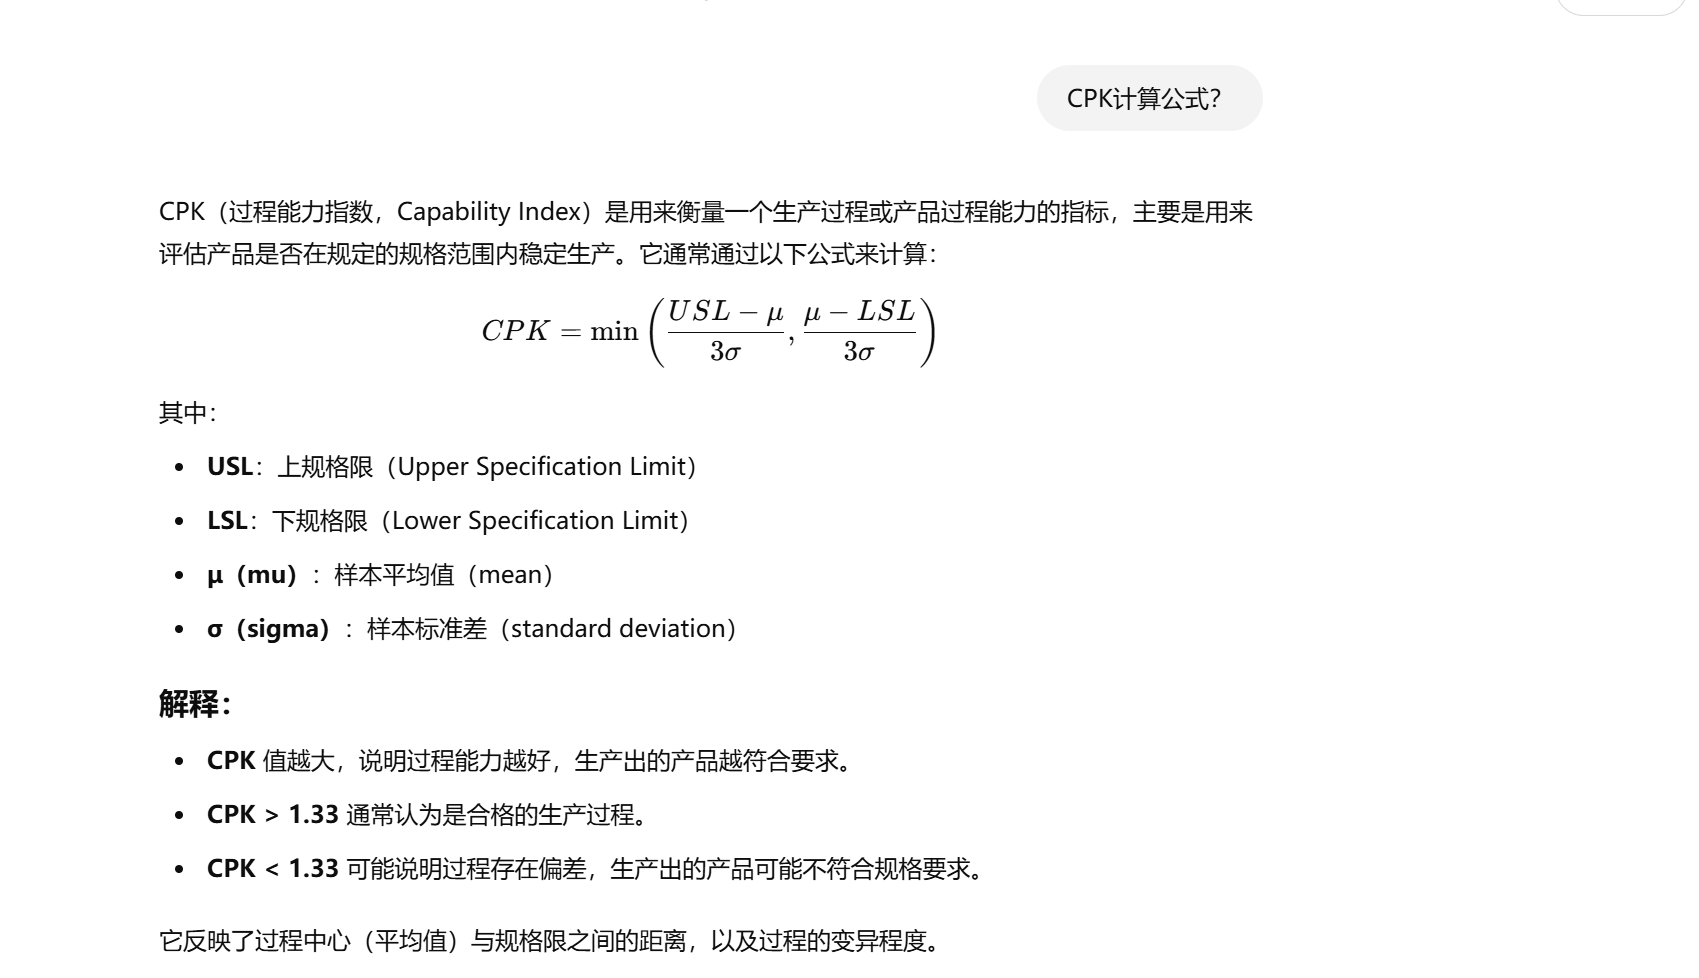 CPK计算公式？
CPK（过程能力指数，Capability Index）是用来衡量一个生产过程或产品过程能力的指标，主要是用来
评估产品是否在规定的规格范围内稳定生产。它通常通过以下公式来计算：
CPK = min ( (USL − μ)/(3σ), (μ − LSL)/(3σ) )
其中：
• USL：上规格限（Upper Specification Limit）
• LSL：下规格限（Lower Specification Limit）
• μ（mu）：样本平均值（mean）
• σ（sigma）：样本标准差（standard deviation）
解释：
• CPK 值越大，说明过程能力越好，生产出的产品越符合要求。
• CPK > 1.33 通常认为是合格的生产过程。
• CPK < 1.33 可能说明过程存在偏差，生产出的产品可能不符合规格要求。
它反映了过程中心（平均值）与规格限之间的距离，以及过程的变异程度。